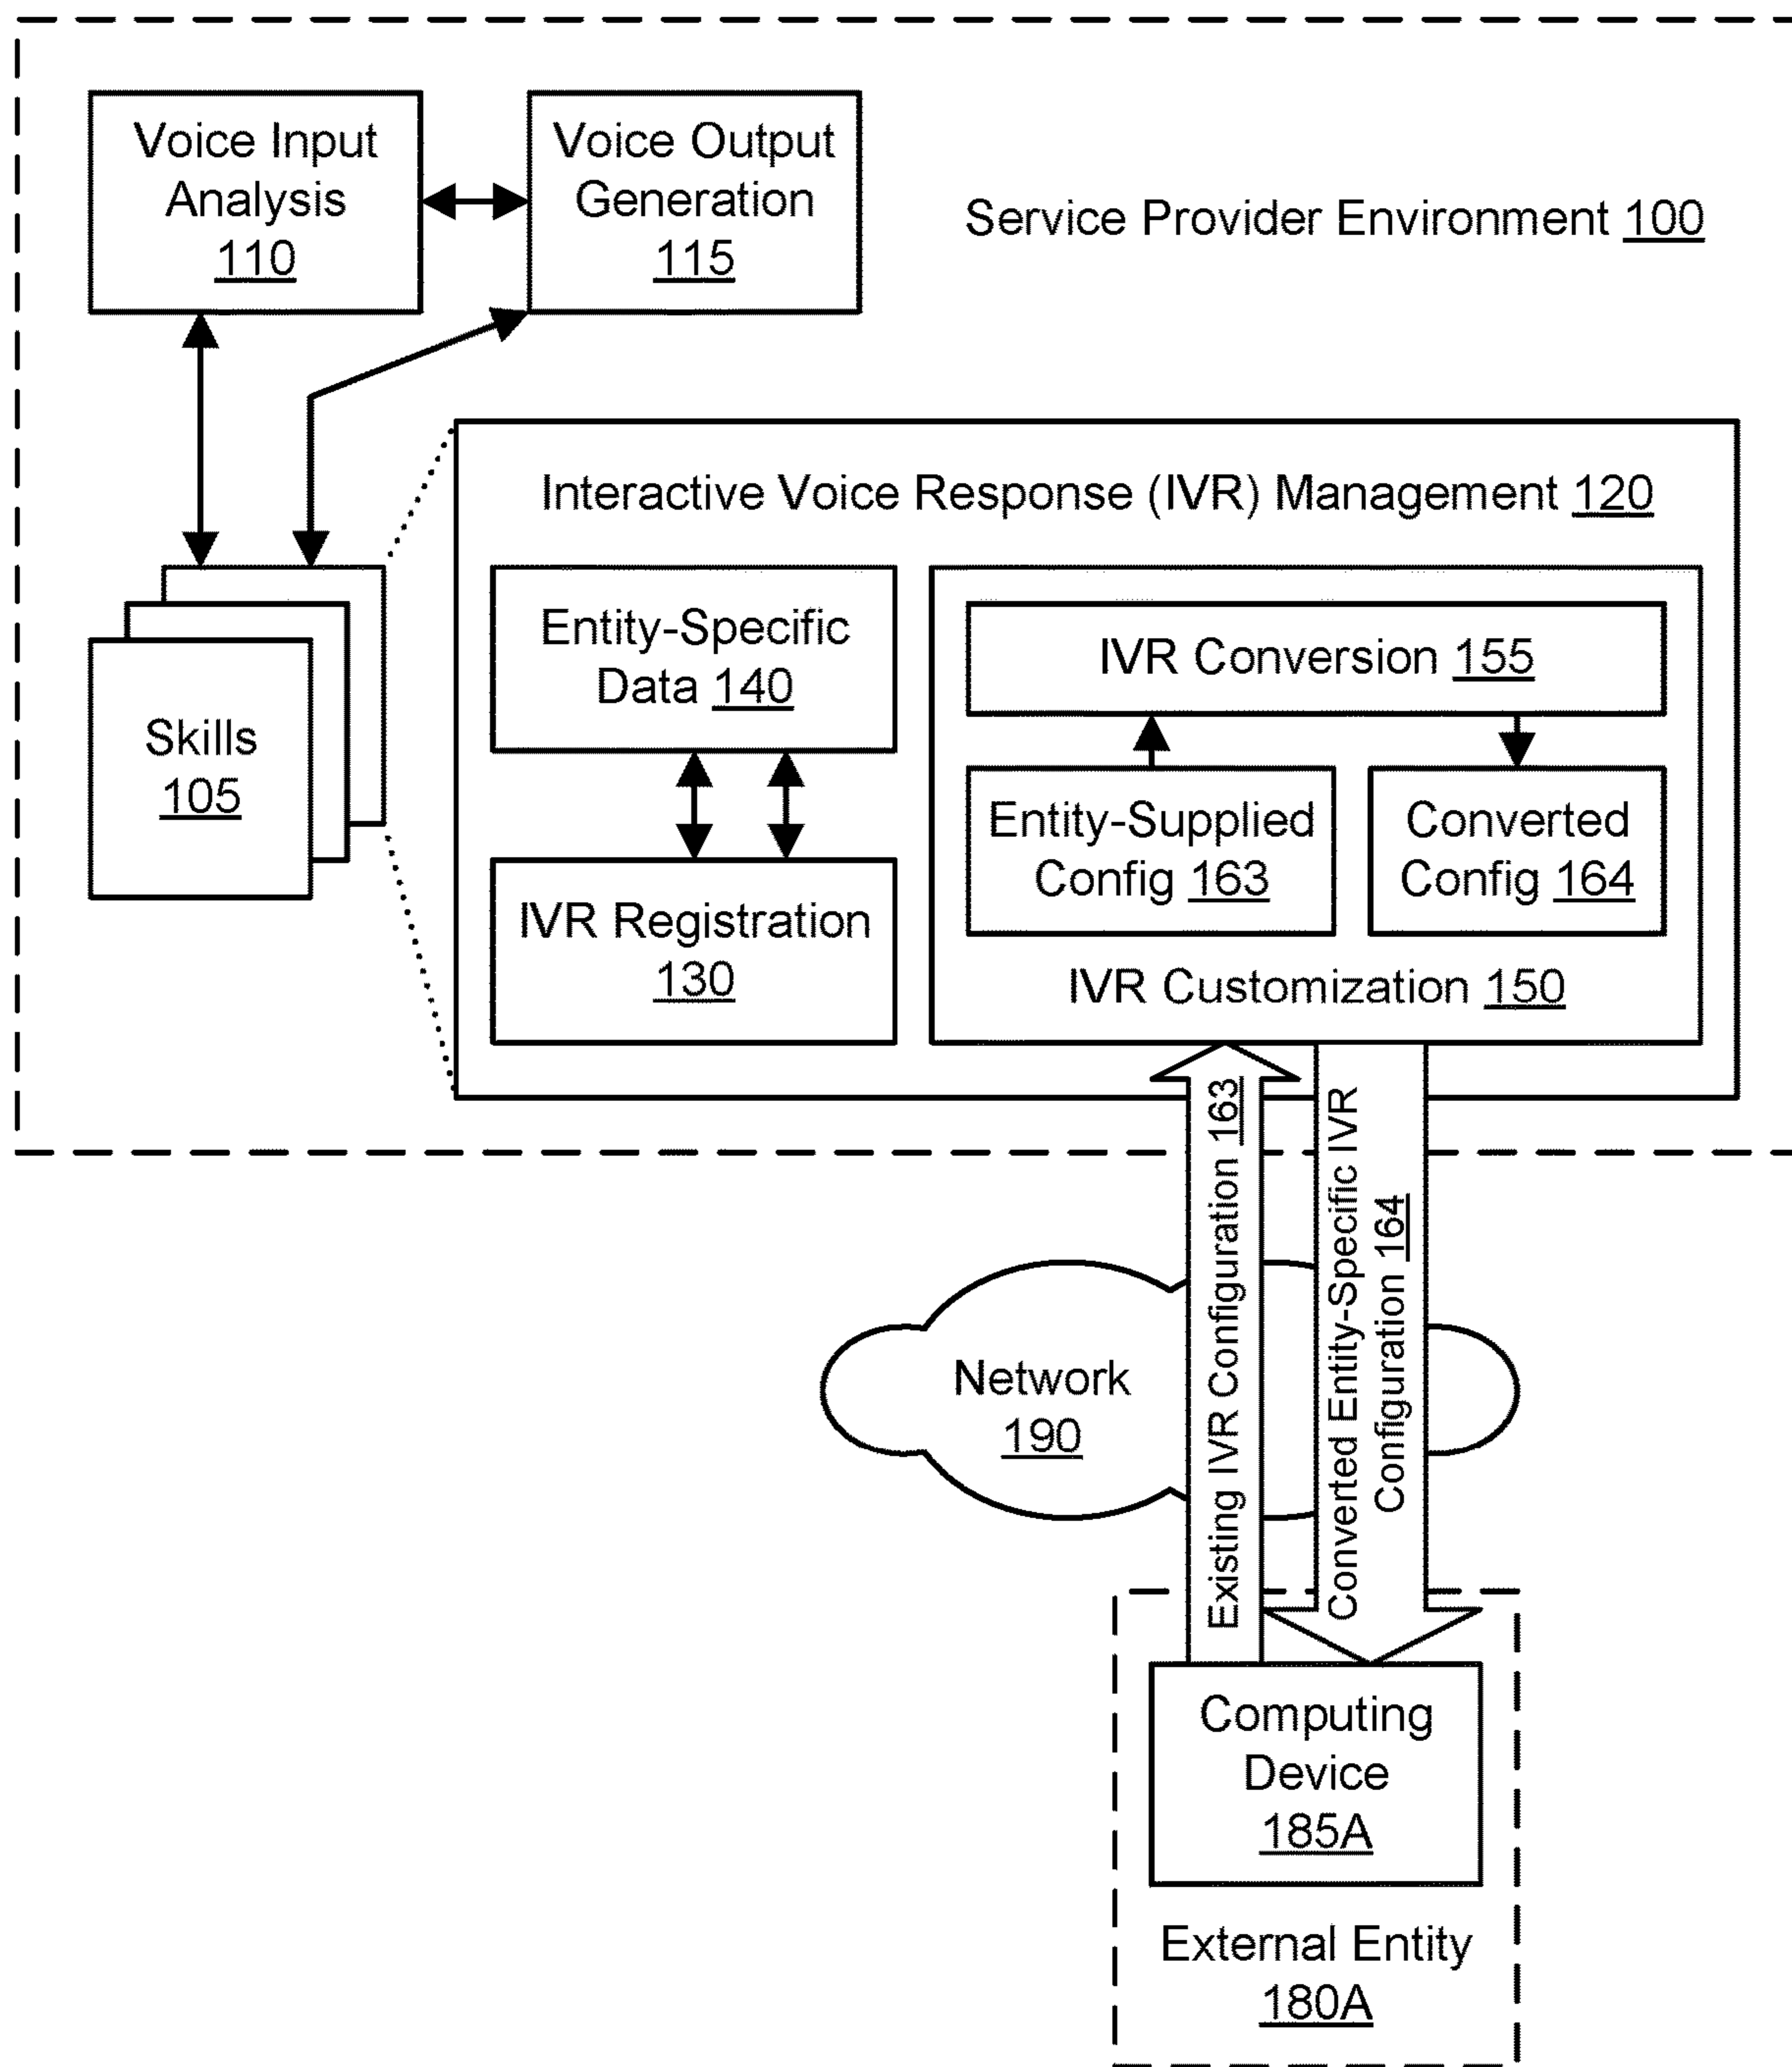 Voice Input
Analysis
110
Voice Output
Generation
115
Service Provider Environment 100
Interactive Voice Response (IVR) Management 120
Skills
105
Entity-Specific
Data 140
IVR Registration
130
IVR Conversion 155
Entity-Supplied
Config 163
Converted
Config 164
IVR Customization 150
Existing IVR Configuration 163
Converted Entity-Specific IVR
Configuration 164
Network
190
Computing
Device
185A
External Entity
180A